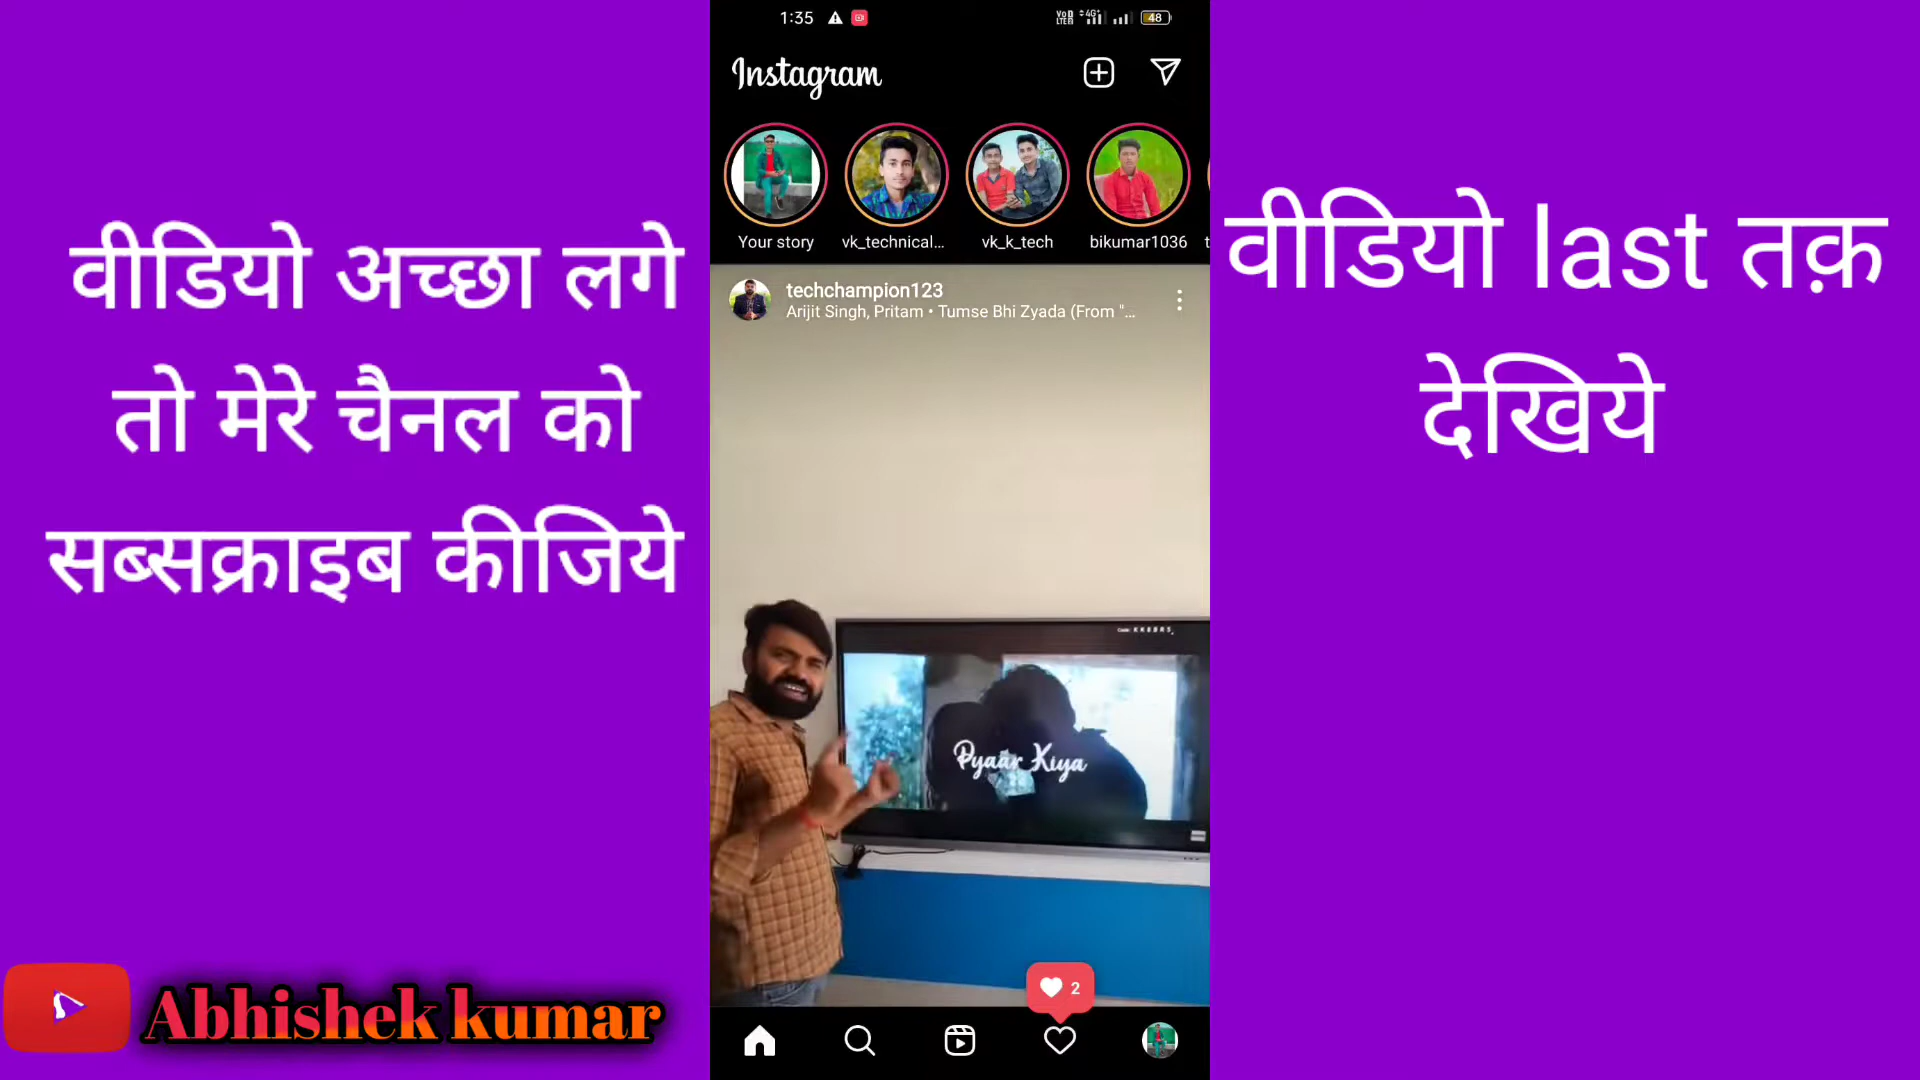 वीडियो अच्छा लगे
तो मेरे चैनल को
सब्सक्राइब कीजिये
Abhishek kumar
1:35
48
Instagram
Your story
vk_technical...
vk_k_tech
bikumar1036
techchampion123
Arijit Singh, Pritam • Tumse Bhi Zyada (From "...
Pyaar Kiya
2
वीडियो last तक़
देखिये